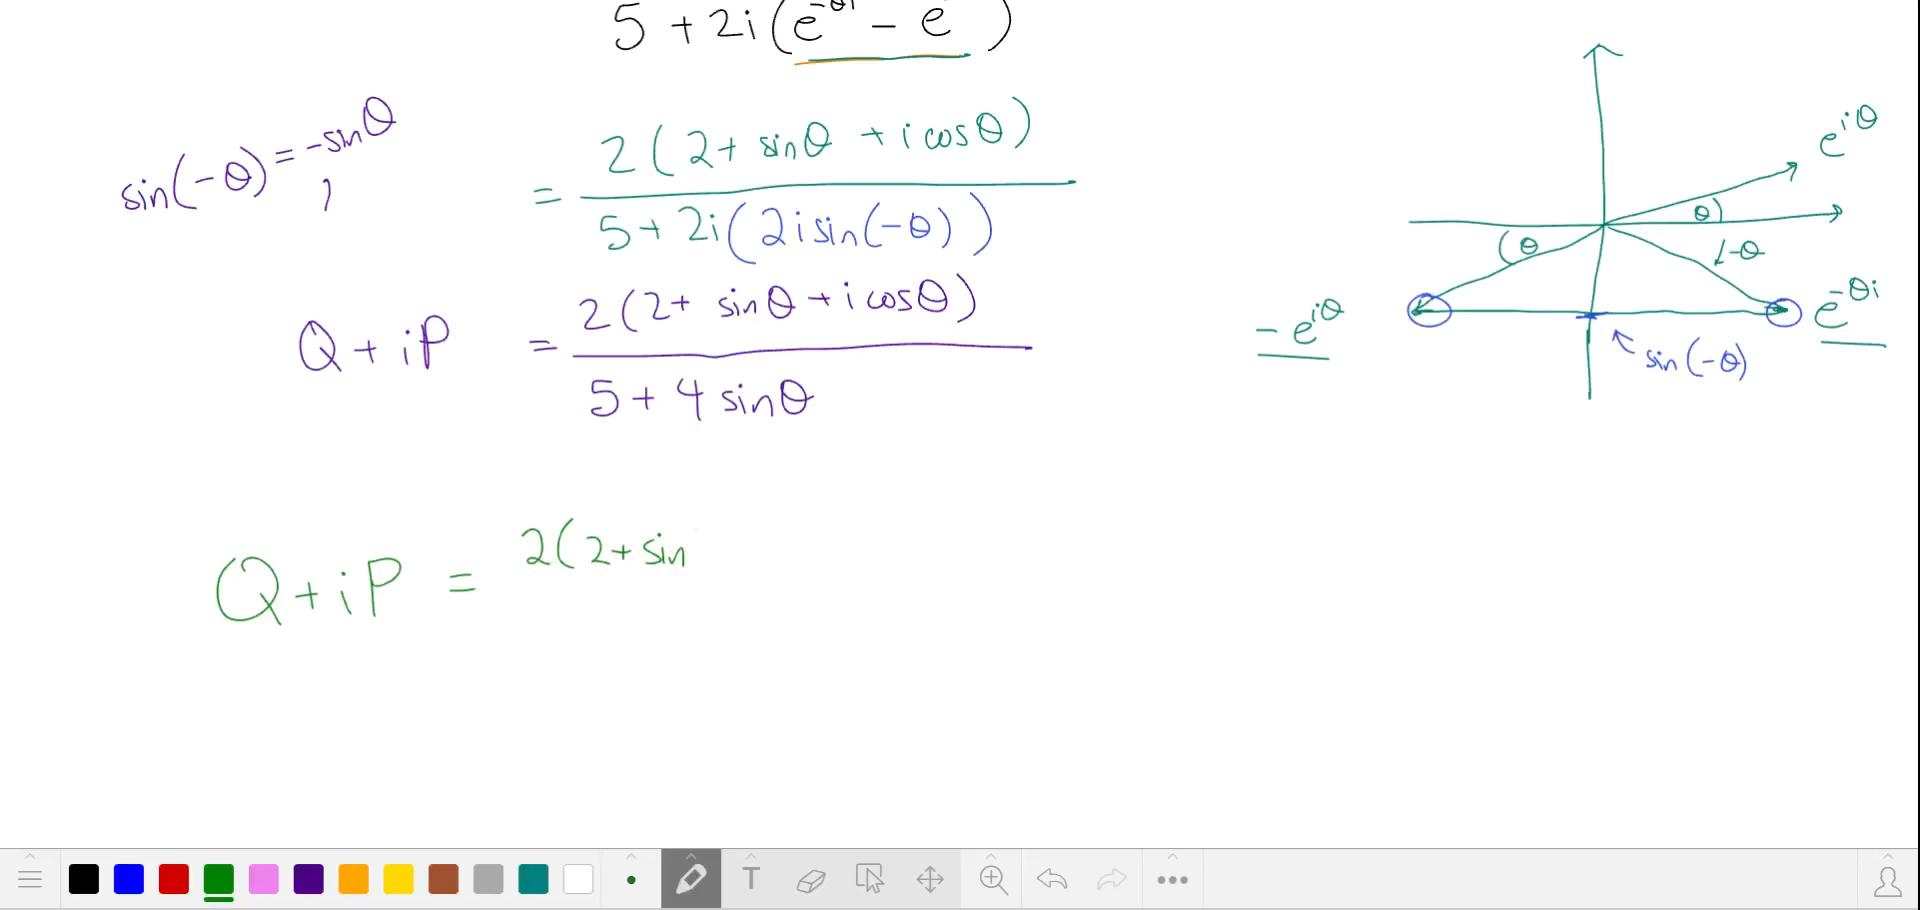 5 + 2i(e^-θi - e )
sin(-θ) = -sinθ
= 2(2 + sinθ + i cosθ)
5 + 2i(2i sin(-θ))
Q + iP = 2(2 + sinθ + i cosθ)
5 + 4 sinθ
Q + iP = 2(2 + sin
e^iθ
θ
θ
-θ
-e^iθ
e^-θi
sin(-θ)
T